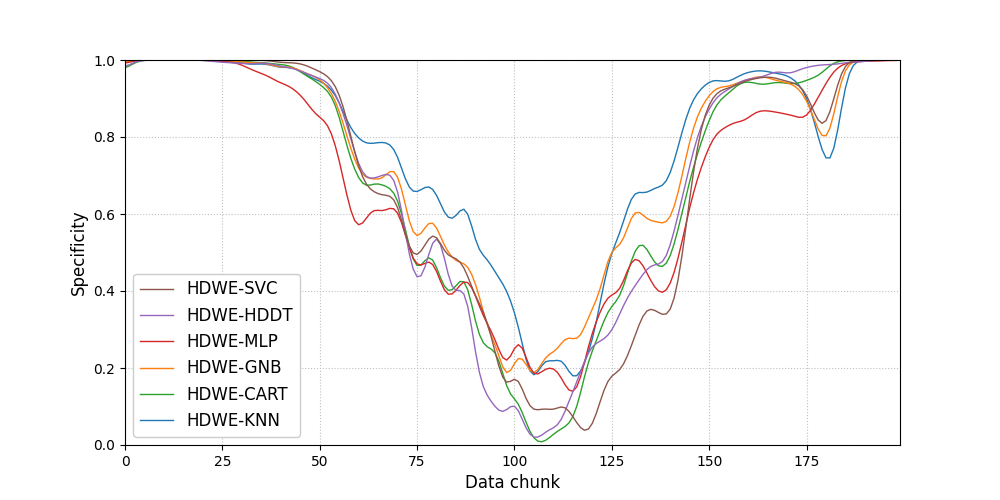 1.0
0.8
0.6
0.4
0.2
0.0
Specificity
HDWE-SVC
HDWE-HDDT
HDWE-MLP
HDWE-GNB
HDWE-CART
HDWE-KNN
0 25 50 75 100 125 150 175
Data chunk